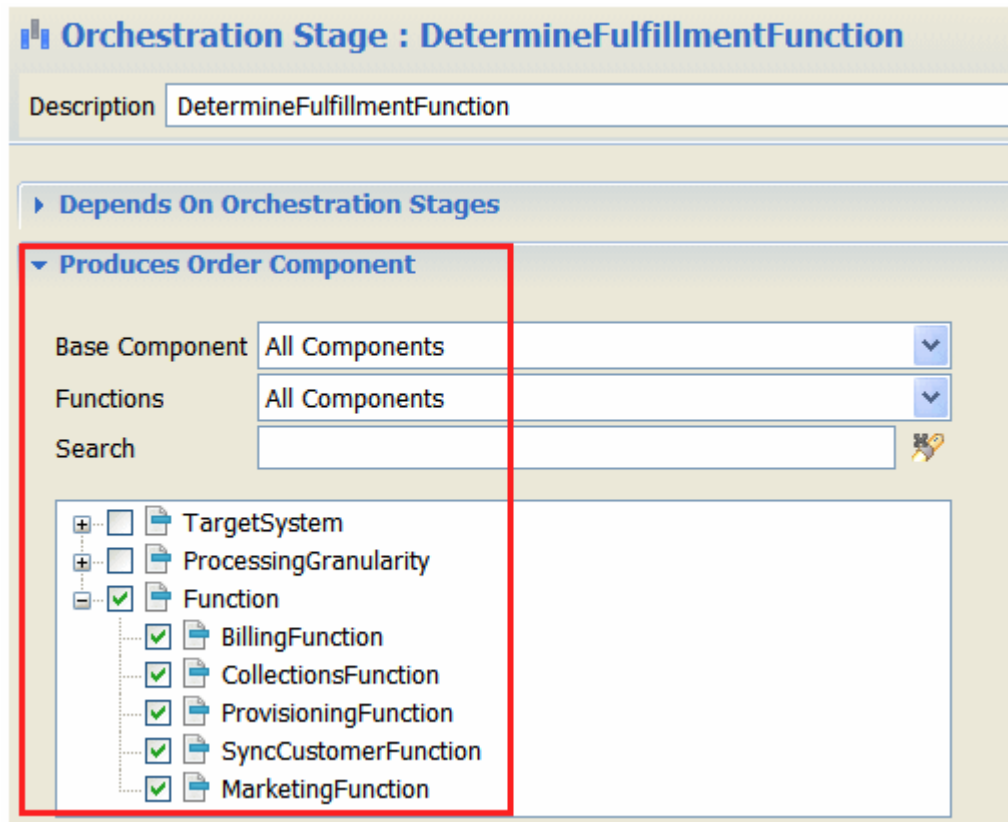 Orchestration Stage : DetermineFulfillmentFunction
Description DetermineFulfillmentFunction
Depends On Orchestration Stages
Produces Order Component
Base Component All Components
Functions All Components
Search
TargetSystem
ProcessingGranularity
Function
BillingFunction
CollectionsFunction
ProvisioningFunction
SyncCustomerFunction
MarketingFunction